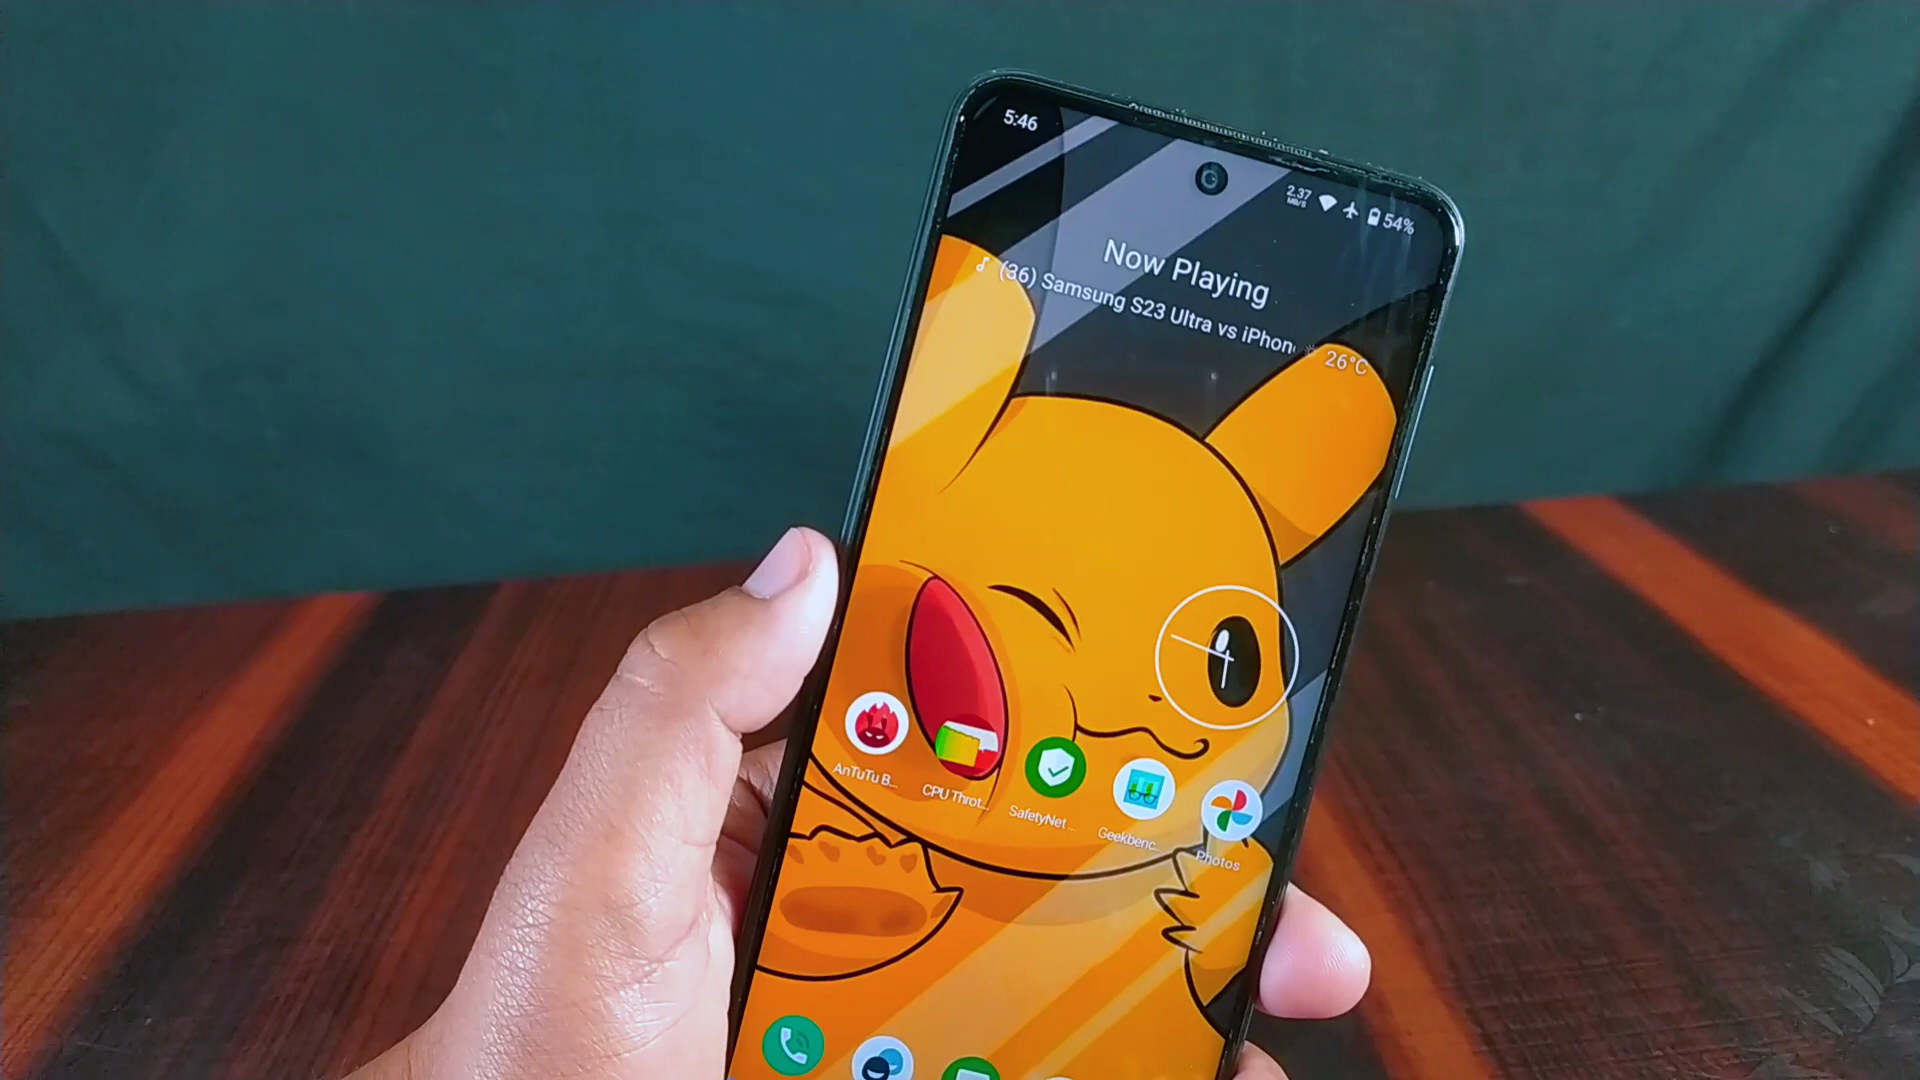 5:46
2.37
MB/S
54%
Now Playing
(36) Samsung S23 Ultra vs iPhon
26°C
AnTuTu B...
CPU Throt...
SafetyNet ...
Geekbenc...
Photos